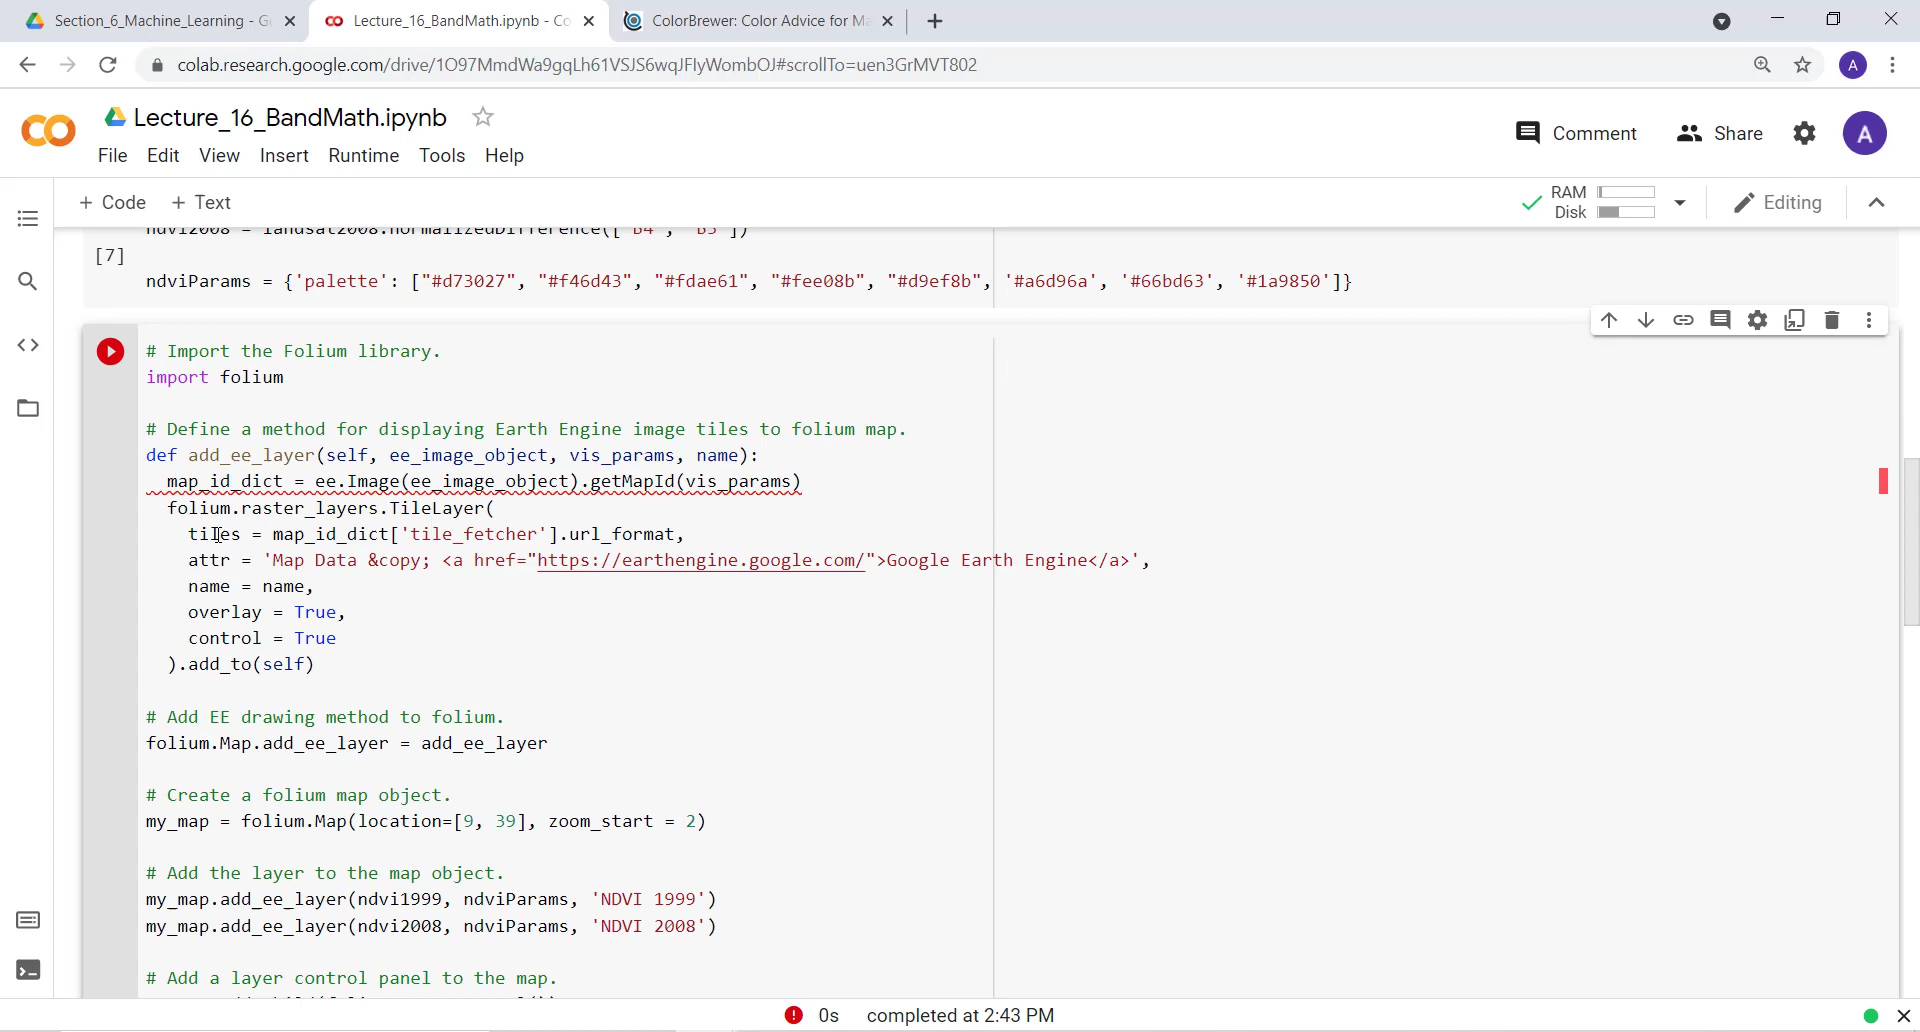 Section_6_Machine_Learning - G
Lecture_16_BandMath.ipynb - Co
ColorBrewer: Color Advice for Ma
colab.research.google.com/drive/1O97MmdWa9gqLh61VSJS6wqJFIyWombOJ#scrollTo=uen3GrMVT802
A
Lecture_16_BandMath.ipynb
File Edit View Insert Runtime Tools Help
Comment
Share
A
+ Code + Text
RAM
Disk
Editing
ndvi2008 = landsat2008.normalizedDifference(['B4', 'B3'])
[7]
ndviParams = {'palette': ["#d73027", "#f46d43", "#fdae61", "#fee08b", "#d9ef8b", '#a6d96a', '#66bd63', '#1a9850']}
# Import the Folium library.
import folium
# Define a method for displaying Earth Engine image tiles to folium map.
def add_ee_layer(self, ee_image_object, vis_params, name):
map_id_dict = ee.Image(ee_image_object).getMapId(vis_params)
folium.raster_layers.TileLayer(
tiles = map_id_dict['tile_fetcher'].url_format,
attr = 'Map Data &copy; <a href="https://earthengine.google.com/">Google Earth Engine</a>',
name = name,
overlay = True,
control = True
).add_to(self)
# Add EE drawing method to folium.
folium.Map.add_ee_layer = add_ee_layer
# Create a folium map object.
my_map = folium.Map(location=[9, 39], zoom_start = 2)
# Add the layer to the map object.
my_map.add_ee_layer(ndvi1999, ndviParams, 'NDVI 1999')
my_map.add_ee_layer(ndvi2008, ndviParams, 'NDVI 2008')
# Add a layer control panel to the map.
0s completed at 2:43 PM